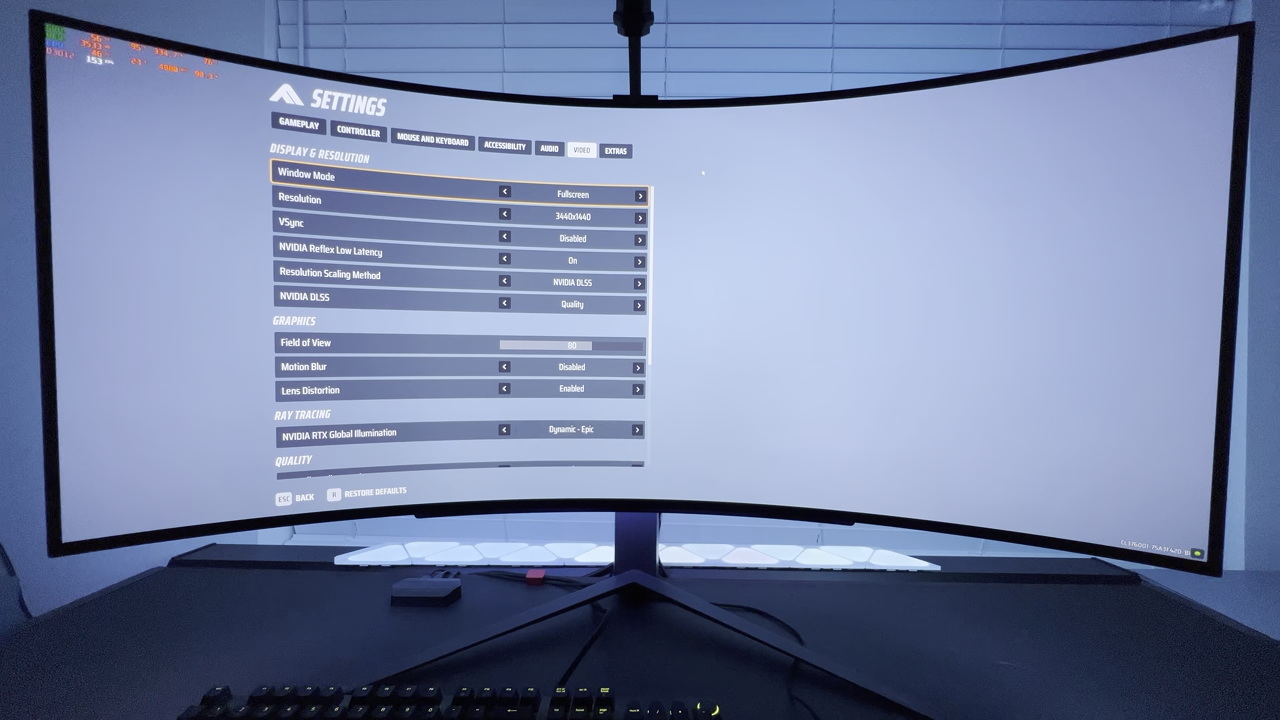 SETTINGS
GAMEPLAY
CONTROLLER
MOUSE AND KEYBOARD
ACCESSIBILITY
AUDIO
VIDEO
EXTRAS
DISPLAY & RESOLUTION
Window Mode Fullscreen
Resolution 3440x1440
VSync Disabled
NVIDIA Reflex Low Latency On
Resolution Scaling Method NVIDIA DLSS
NVIDIA DLSS Quality
GRAPHICS
Field of View 80
Motion Blur Disabled
Lens Distortion Enabled
RAY TRACING
NVIDIA RTX Global Illumination Dynamic - Epic
QUALITY
ESC BACK R RESTORE DEFAULTS